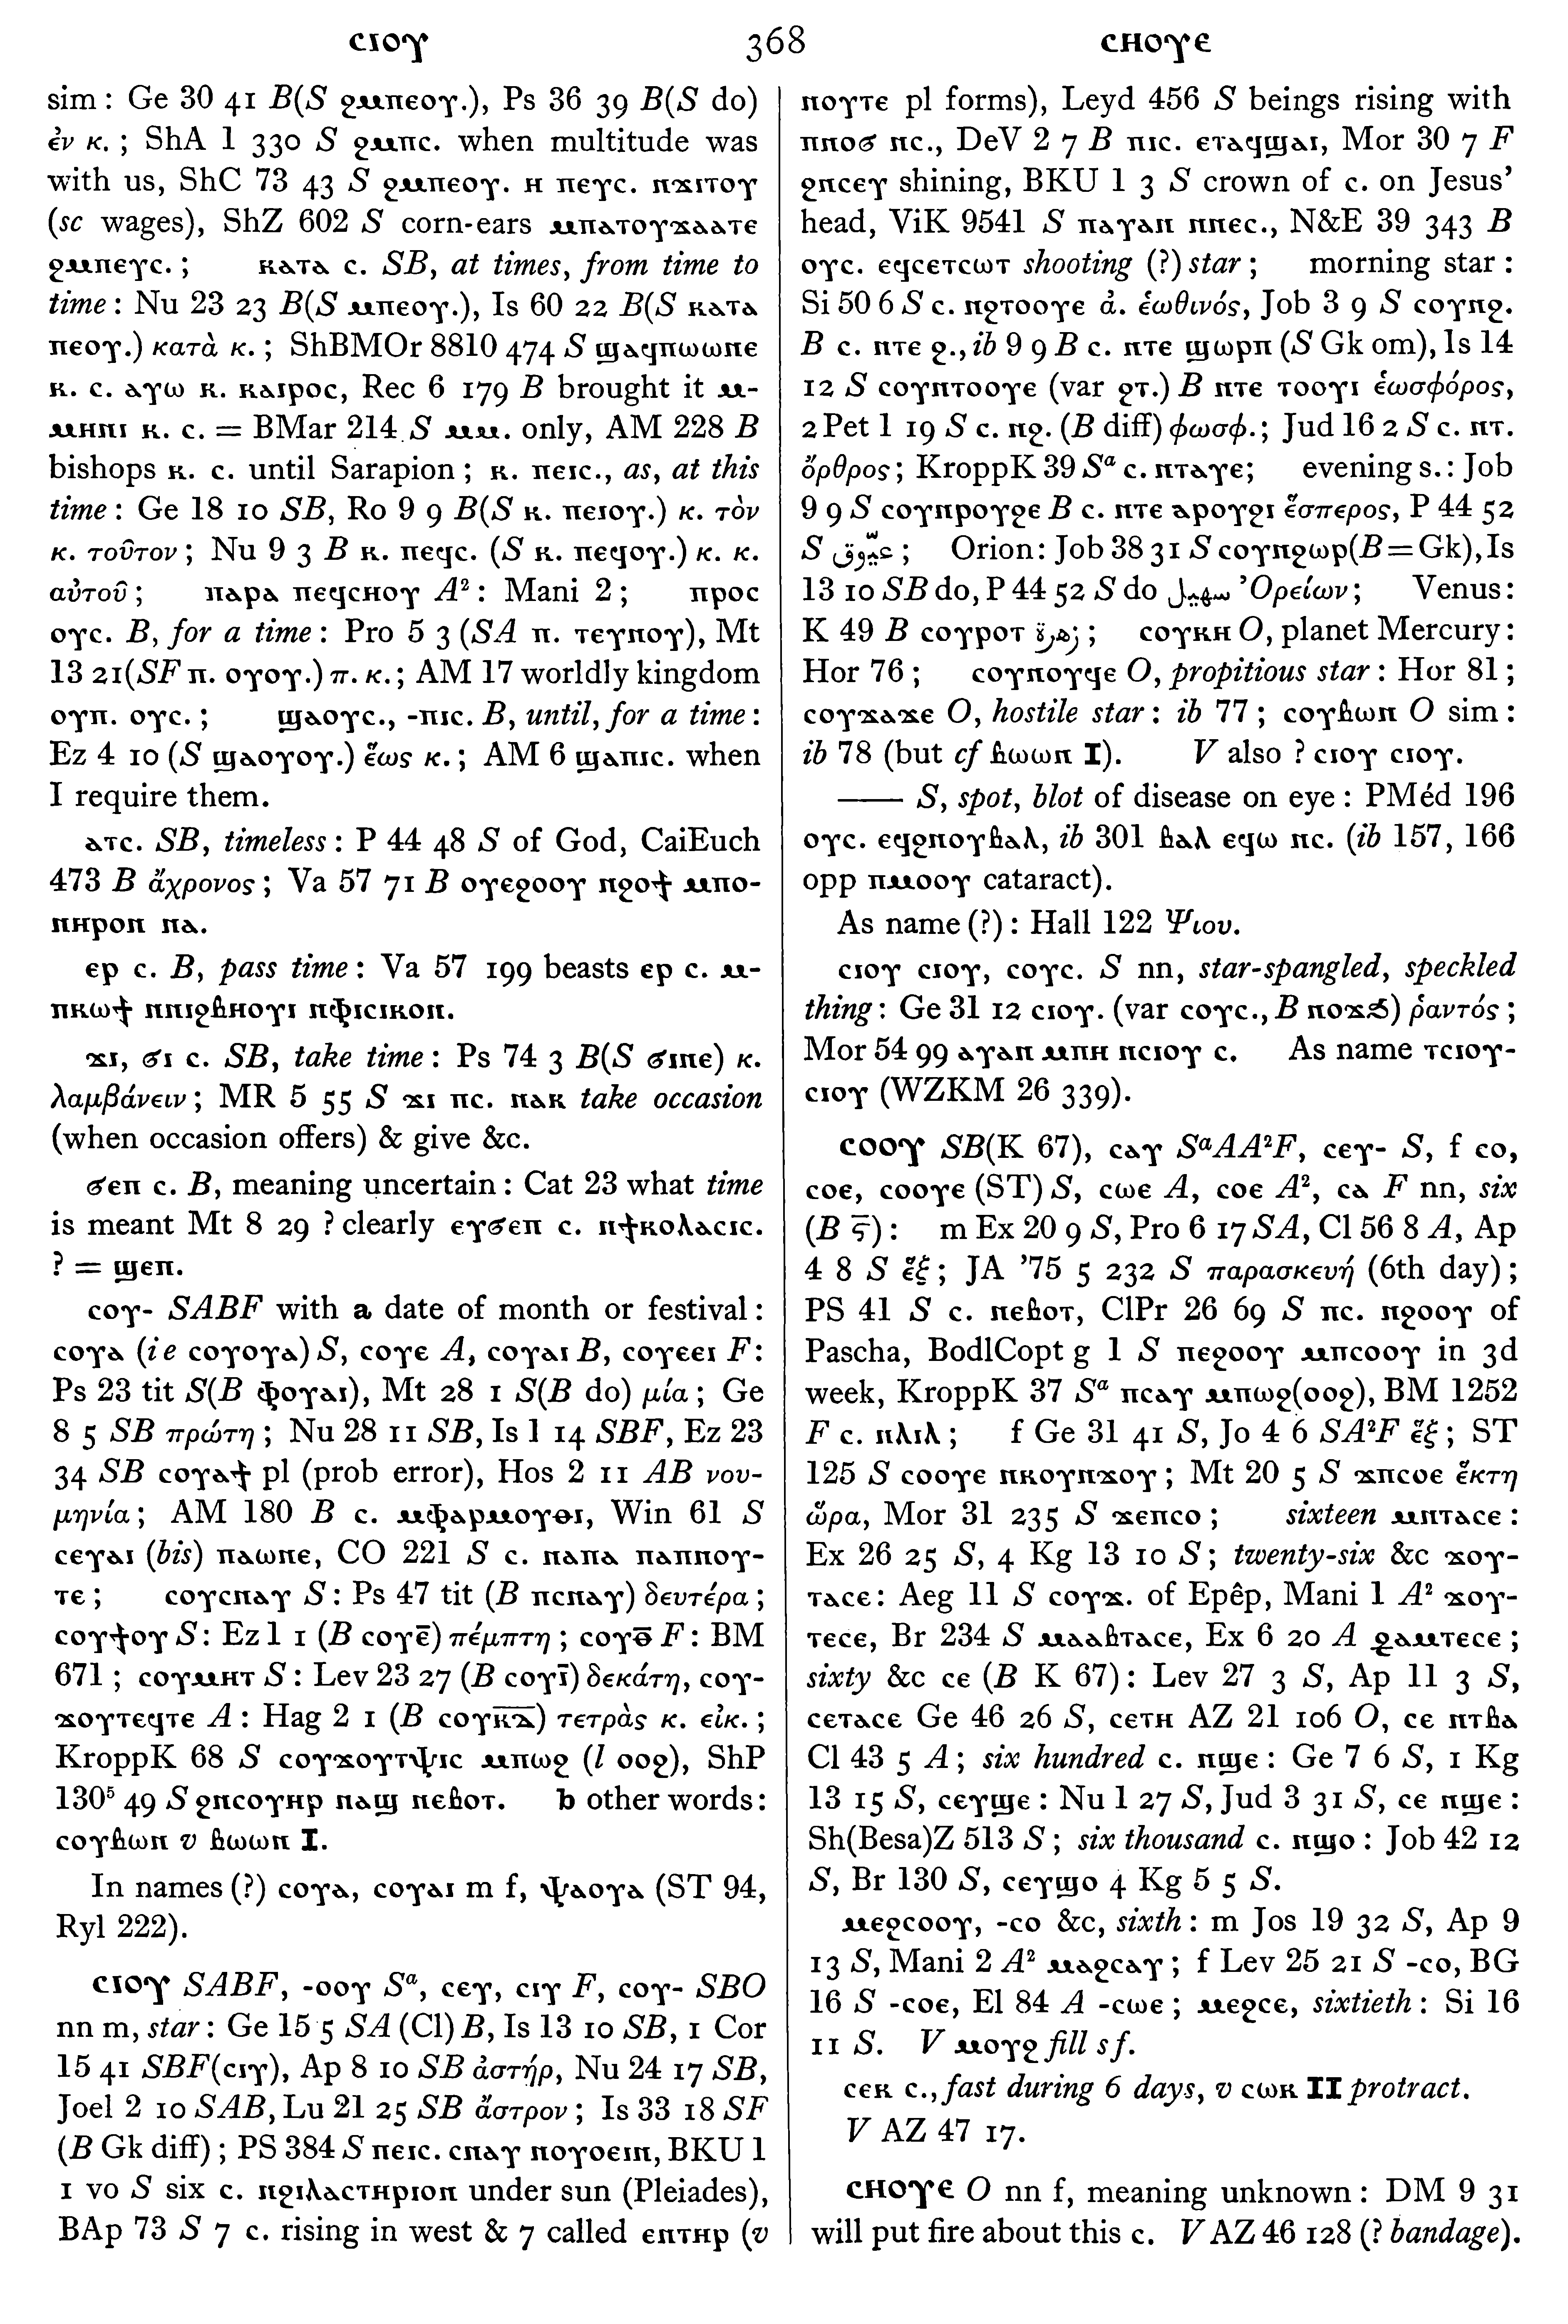 ⲥⲓⲟⲩ 368 ⲥⲏⲟⲩⲉ
sim : Ge 30 41 B(S ϩⲙⲡⲉⲟⲩ.), Ps 36 39 B(S do)
ἐν κ. ; ShA 1 330 S ϩⲙⲡⲥ. when multitude was
with us, ShC 73 43 S ϩⲙⲡⲉⲟⲩ. ⲏ ⲡⲉⲩⲥ. ⲛϫⲓⲧⲟⲩ
(sc wages), ShZ 602 S corn-ears ⲙⲡⲁⲧⲟⲩϫⲁⲁⲧⲉ
ϩⲙⲡⲉⲩⲥ. ; ⲕⲁⲧⲁ ⲥ. SB, at times, from time to
time : Nu 23 23 B(S ⲙⲡⲉⲟⲩ.), Is 60 22 B(S ⲕⲁⲧⲁ
ⲡⲉⲟⲩ.) κατὰ κ. ; ShBMOr 8810 474 S ϣⲁϥⲡⲱⲱⲛⲉ
ⲕ. ⲥ. ⲁⲩⲱ ⲕ. ⲕⲁⲓⲣⲟⲥ, Rec 6 179 B brought it ⲙ-
ⲙⲏⲛⲓ ⲕ. ⲥ. = BMar 214 S ⲙⲙ. only, AM 228 B
bishops ⲕ. ⲥ. until Sarapion ; ⲕ. ⲡⲉⲓⲥ., as, at this
time : Ge 18 10 SB, Ro 9 9 B(S ⲕ. ⲡⲉⲓⲟⲩ.) κ. τὸν
κ. τοῦτον ; Nu 9 3 B ⲕ. ⲡⲉϥⲥ. (S ⲕ. ⲡⲉϥⲟⲩ.) κ. κ.
αὐτοῦ ; ⲡⲁⲣⲁ ⲡⲉϥⲥⲏⲟⲩ A² : Mani 2 ; ⲡⲣⲟⲥ
ⲟⲩⲥ. B, for a time : Pro 5 3 (SA ⲡ. ⲧⲉⲩⲛⲟⲩ), Mt
13 21(SF ⲡ. ⲟⲩⲟⲩ.) π. κ. ; AM 17 worldly kingdom
ⲟⲩⲡ. ⲟⲩⲥ. ; ϣⲁⲟⲩⲥ., -ⲡⲓⲥ. B, until, for a time :
Ez 4 10 (S ϣⲁⲟⲩⲟⲩ.) ἕως κ. ; AM 6 ϣⲁⲡⲓⲥ. when
I require them.
ⲁⲧⲥ. SB, timeless : P 44 48 S of God, CaiEuch
473 B ἄχρονος ; Va 57 71 B ⲟⲩⲉϩⲟⲟⲩ ⲛϩⲟϯ ⲙⲡⲟ-
ⲛⲏⲣⲟⲛ ⲡⲁ.
ⲉⲣ ⲥ. B, pass time : Va 57 199 beasts ⲉⲣ ⲥ. ⲙ-
ⲡⲕⲱϯ ⲛⲛⲓϩⲃⲏⲟⲩⲓ ⲛⲫⲓⲥⲓⲕⲟⲛ.
ϫⲓ, ϭⲓ ⲥ. SB, take time : Ps 74 3 B(S ϭⲓⲛⲉ) κ.
λαμβάνειν ; MR 5 55 S ϫⲓ ⲡⲥ. ⲛⲁⲕ take occasion
(when occasion offers) & give &c.
ϭⲉⲛ ⲥ. B, meaning uncertain : Cat 23 what time
is meant Mt 8 29 ? clearly ⲉⲩϭⲉⲛ ⲥ. ⲛϯⲕⲟⲗⲁⲥⲓⲥ.
? = ϣⲉⲛ.
ⲥⲟⲩ- SABF with a date of month or festival :
ⲥⲟⲩⲁ (ie ⲥⲟⲩⲟⲩⲁ) S, ⲥⲟⲩⲉ A, ⲥⲟⲩⲁⲓ B, ⲥⲟⲩⲉⲉⲓ F :
Ps 23 tit S(B ⲫⲟⲩⲁⲓ), Mt 28 1 S(B do) μία ; Ge
8 5 SB πρώτη ; Nu 28 11 SB, Is 1 14 SBF, Ez 23
34 SB ⲥⲟⲩⲁϯ pl (prob error), Hos 2 11 AB νου-
μηνία ; AM 180 B ⲥ. ⲙⲫⲁⲣⲙⲟⲩⲑⲓ, Win 61 S
ⲥⲉⲩⲁⲓ (bis) ⲡⲁⲱⲛⲉ, CO 221 S ⲥ. ⲡⲁⲡⲁ ⲡⲁⲡⲛⲟⲩ-
ⲧⲉ ; ⲥⲟⲩⲥⲛⲁⲩ S : Ps 47 tit (B ⲡⲥⲛⲁⲩ) δευτέρα ;
ⲥⲟⲩϯⲟⲩ S : Ez 1 1 (B ⲥⲟⲩⲉ̄) πέμπτη ; ⲥⲟⲩⲑ̄ F : BM
671 ; ⲥⲟⲩⲙⲏⲧ S : Lev 23 27 (B ⲥⲟⲩⲓ̄) δεκάτη, ⲥⲟⲩ-
ϫⲟⲩⲧⲉϥⲧⲉ A : Hag 2 1 (B ⲥⲟⲩⲕ̄ⲇ̄) τετρὰς κ. εἰκ. ;
KroppK 68 S ⲥⲟⲩϫⲟⲩⲧⲯⲓⲥ ⲙⲡⲱϩ (l ⲟⲟϩ), ShP
130⁵ 49 S ϩⲛⲥⲟⲩⲏⲣ ⲛⲁϣ ⲛⲉⲃⲟⲧ. b other words :
ⲥⲟⲩⲃⲱⲛ v ⲃⲱⲱⲛ I.
In names (?) ⲥⲟⲩⲁ, ⲥⲟⲩⲁⲓ m f, ⲯⲁⲟⲩⲁ (ST 94,
Ryl 222).
ⲥⲓⲟⲩ SABF, -ⲟⲟⲩ Sᵃ, ⲥⲉⲩ, ⲥⲓⲩ F, ⲥⲟⲩ- SBO
nn m, star : Ge 15 5 SA (Cl) B, Is 13 10 SB, 1 Cor
15 41 SBF(ⲥⲓⲩ), Ap 8 10 SB ἀστήρ, Nu 24 17 SB,
Joel 2 10 SAB, Lu 21 25 SB ἄστρον ; Is 33 18 SF
(B Gk diff) ; PS 384 S ⲡⲉⲓⲥ. ⲥⲛⲁⲩ ⲛⲟⲩⲟⲉⲓⲛ, BKU 1
1 vo S six ⲥ. ⲛϩⲓⲗⲁⲥⲧⲏⲣⲓⲟⲛ under sun (Pleiades),
BAp 73 S 7 ⲥ. rising in west & 7 called ⲉⲛⲧⲏⲣ (v
ⲛⲟⲩⲧⲉ pl forms), Leyd 456 S beings rising with
ⲡⲛⲟϭ ⲛⲥ., DeV 2 7 B ⲡⲓⲥ. ⲉⲧⲁϥϣⲁⲓ, Mor 30 7 F
ϩⲛⲥⲉⲩ shining, BKU 1 3 S crown of ⲥ. on Jesus’
head, ViK 9541 S ⲡⲁⲩⲁⲛ ⲛⲛⲉⲥ., N&E 39 343 B
ⲟⲩⲥ. ⲉϥⲥⲉⲧⲥⲱⲧ shooting (?) star ; morning star :
Si 50 6 S ⲥ. ⲛϩⲧⲟⲟⲩⲉ ἀ. ἑωθινός, Job 3 9 S ⲥⲟⲩⲛϩ.
B ⲥ. ⲛⲧⲉ ϩ., ib 9 9 B ⲥ. ⲛⲧⲉ ϣⲱⲣⲡ (S Gk om), Is 14
12 S ⲥⲟⲩⲛⲧⲟⲟⲩⲉ (var ϩⲧ.) B ⲛⲧⲉ ⲧⲟⲟⲩⲓ ἑωσφόρος,
2 Pet 1 19 S ⲥ. ⲛϩ. (B diff) φωσφ. ; Jud 16 2 S ⲥ. ⲛⲧ.
ὄρθρος ; KroppK 39 Sᵃ ⲥ. ⲛⲧⲁⲩⲉ ; evening s. : Job
9 9 S ⲥⲟⲩⲛⲣⲟⲩϩⲉ B ⲥ. ⲛⲧⲉ ⲁⲣⲟⲩϩⲓ ἕσπερος, P 44 52
S عيّوق ; Orion : Job 38 31 S ⲥⲟⲩⲛϩⲱⲣ(B=Gk), Is
13 10 SB do, P 44 52 S do سهيل Ὀρείων ; Venus :
K 49 B ⲥⲟⲩⲣⲟⲧ زهرة ; ⲥⲟⲩⲕⲏ O, planet Mercury :
Hor 76 ; ⲥⲟⲩⲛⲟⲩϥⲉ O, propitious star : Hor 81 ;
ⲥⲟⲩϫⲁϫⲉ O, hostile star : ib 77 ; ⲥⲟⲩⲃⲱⲛ O sim :
ib 78 (but cf ⲃⲱⲱⲛ I). V also ? ⲥⲓⲟⲩ ⲥⲓⲟⲩ.
—— S, spot, blot of disease on eye : PMéd 196
ⲟⲩⲥ. ⲉϥϩⲛⲟⲩⲃⲁⲗ, ib 301 ⲃⲁⲗ ⲉϥⲱ ⲛⲥ. (ib 157, 166
opp ⲡⲙⲟⲟⲩ cataract).
As name (?) : Hall 122 Ψιου.
ⲥⲓⲟⲩ ⲥⲓⲟⲩ, ⲥⲟⲩⲥ. S nn, star-spangled, speckled
thing : Ge 31 12 ⲥⲓⲟⲩ. (var ⲥⲟⲩⲥ., B ⲛⲟϫϧ) ῥαντός ;
Mor 54 99 ⲁⲩⲁⲛ ⲙⲡⲏ ⲛⲥⲓⲟⲩ ⲥ. As name ⲧⲥⲓⲟⲩ-
ⲥⲓⲟⲩ (WZKM 26 339).
ⲥⲟⲟⲩ SB(K 67), ⲥⲁⲩ SᵃAA²F, ⲥⲉⲩ- S, f ⲥⲟ,
ⲥⲟⲉ, ⲥⲟⲟⲩⲉ (ST) S, ⲥⲱⲉ A, ⲥⲟⲉ A², ⲥⲁ F nn, six
(B ⲋ̄) : m Ex 20 9 S, Pro 6 17 SA, Cl 56 8 A, Ap
4 8 S ἕξ ; JA ’75 5 232 S παρασκευή (6th day) ;
PS 41 S ⲥ. ⲛⲉⲃⲟⲧ, ClPr 26 69 S ⲡⲥ. ⲛϩⲟⲟⲩ of
Pascha, BodlCopt g 1 S ⲡⲉϩⲟⲟⲩ ⲙⲡⲥⲟⲟⲩ in 3d
week, KroppK 37 Sᵃ ⲡⲥⲁⲩ ⲙⲡⲱϩ(ⲟⲟϩ), BM 1252
F ⲥ. ⲛⲗⲓⲗ ; f Ge 31 41 S, Jo 4 6 SA²F ἕξ ; ST
125 S ⲥⲟⲟⲩⲉ ⲛⲕⲟⲩⲛϫⲟⲩ ; Mt 20 5 S ϫⲡⲥⲟⲉ ἕκτη
ὥρα, Mor 31 235 S ϫⲉⲡⲥⲟ ; sixteen ⲙⲛⲧⲁⲥⲉ :
Ex 26 25 S, 4 Kg 13 10 S ; twenty-six &c ϫⲟⲩ-
ⲧⲁⲥⲉ : Aeg 11 S ⲥⲟⲩϫ. of Epêp, Mani 1 A² ϫⲟⲩ-
ⲧⲉⲥⲉ, Br 234 S ⲙⲁⲁⲃⲧⲁⲥⲉ, Ex 6 20 A ϩⲁⲙⲧⲉⲥⲉ ;
sixty &c ⲥⲉ (B K 67) : Lev 27 3 S, Ap 11 3 S,
ⲥⲉⲧⲁⲥⲉ Ge 46 26 S, ⲥⲉⲧⲏ AZ 21 106 O, ⲥⲉ ⲛⲧⲃⲁ
Cl 43 5 A ; six hundred ⲥ. ⲛϣⲉ : Ge 7 6 S, 1 Kg
13 15 S, ⲥⲉⲩϣⲉ : Nu 1 27 S, Jud 3 31 S, ⲥⲉ ⲛϣⲉ :
Sh(Besa)Z 513 S ; six thousand ⲥ. ⲛϣⲟ : Job 42 12
S, Br 130 S, ⲥⲉⲩϣⲟ 4 Kg 5 5 S.
ⲙⲉϩⲥⲟⲟⲩ, -ⲥⲟ &c, sixth : m Jos 19 32 S, Ap 9
13 S, Mani 2 A² ⲙⲁϩⲥⲁⲩ ; f Lev 25 21 S -ⲥⲟ, BG
16 S -ⲥⲟⲉ, El 84 A -ⲥⲱⲉ ; ⲙⲉϩⲥⲉ, sixtieth : Si 16
11 S. V ⲙⲟⲩϩ fill s f.
ⲥⲉⲕ ⲥ., fast during 6 days, v ⲥⲱⲕ II protract.
V AZ 47 17.
ⲥⲏⲟⲩⲉ O nn f, meaning unknown : DM 9 31
will put fire about this ⲥ. V AZ 46 128 (? bandage).